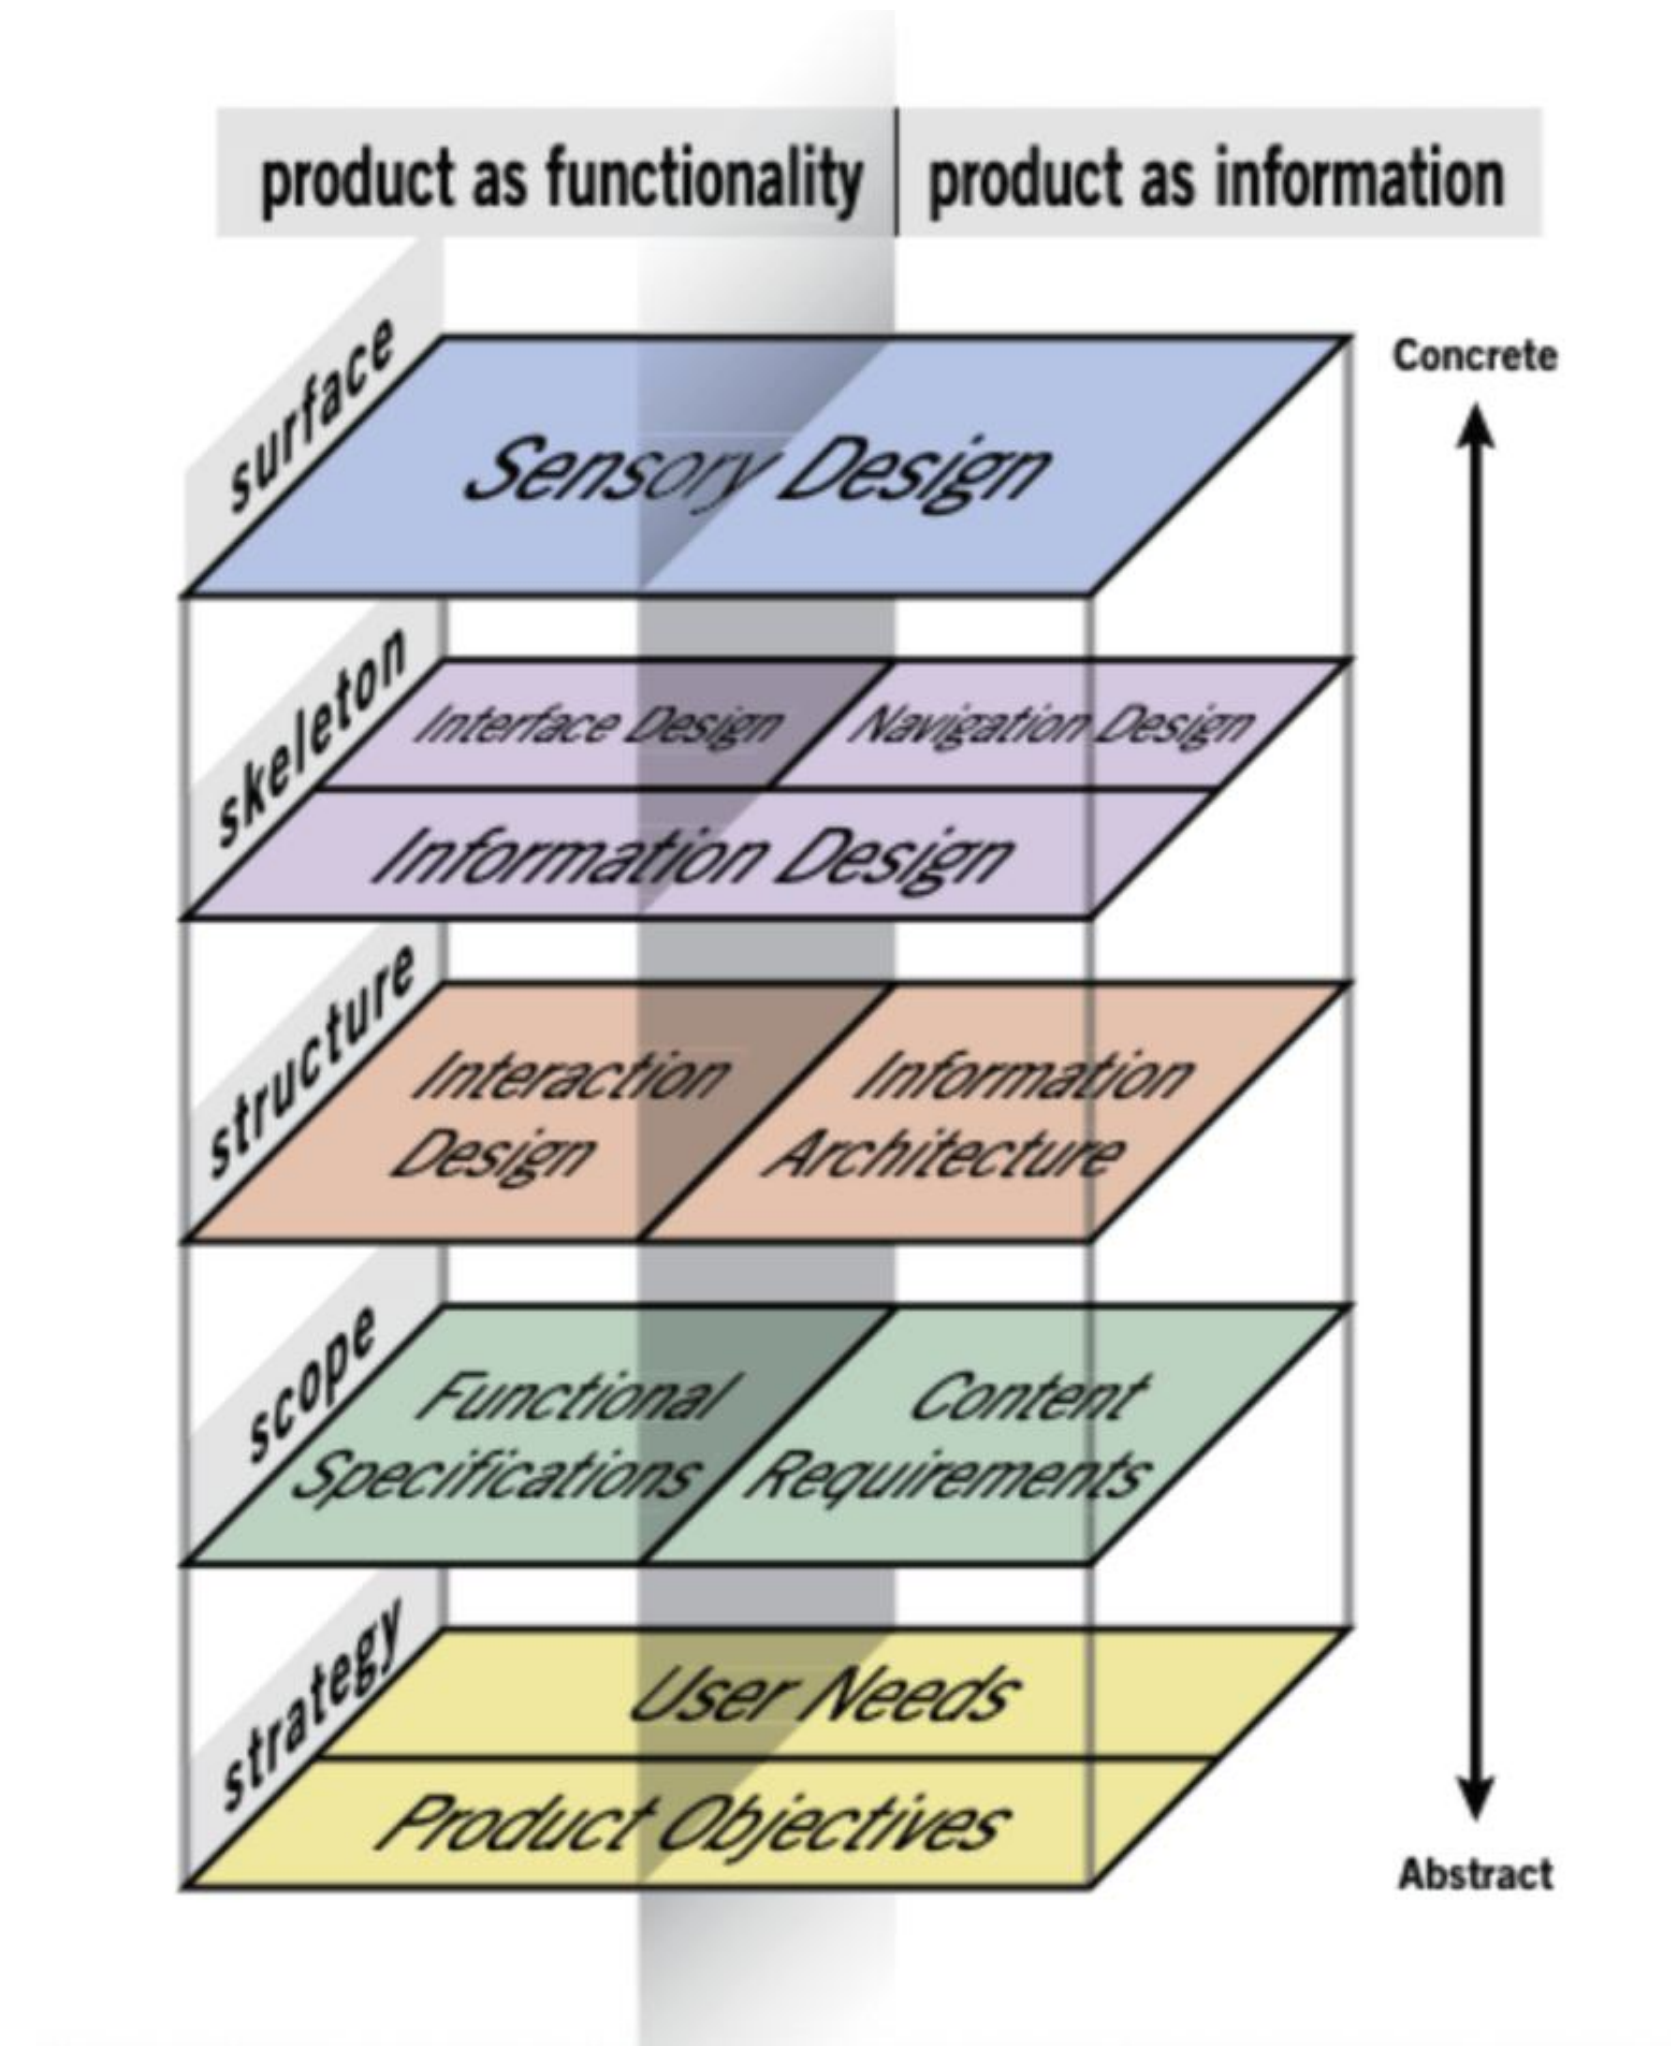 product as functionality
product as information
surface
Concrete
Sensory Design
skeleton
Interface Design
Navigation Design
Information Design
structure
Interaction
Design
Information
Architecture
scope
Functional
Specifications
Content
Requirements
strategy
User Needs
Product Objectives
Abstract